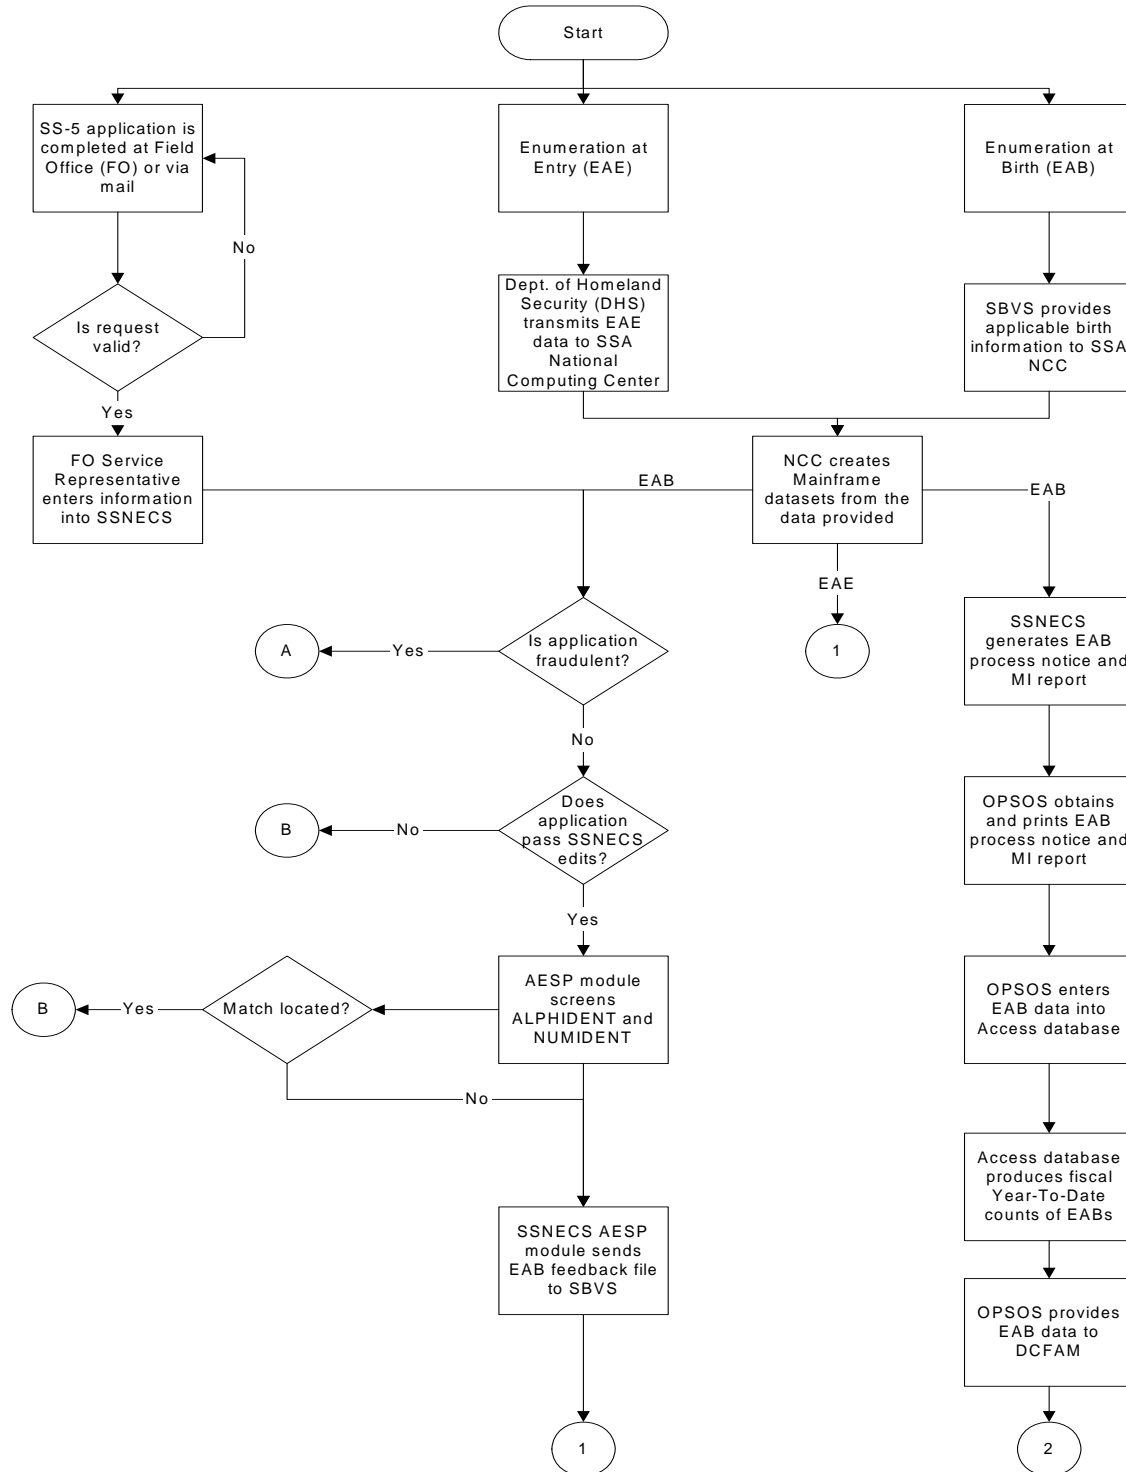 Start
SS-5 application is
completed at Field
Office (FO) or via
mail
Enumeration at
Entry (EAE)
Enumeration at
Birth (EAB)
No
Is request
valid?
Dept. of Homeland
Security (DHS)
transmits EAE
data to SSA
National
Computing Center
SBVS provides
applicable birth
information to SSA
NCC
Yes
FO Service
Representative
enters information
into SSNECS
EAB
NCC creates
Mainframe
datasets from the
data provided
EAB
EAE
A
Yes
Is application
fraudulent?
1
SSNECS
generates EAB
process notice and
MI report
No
B
No
Does
application
pass SSNECS
edits?
OPSOS obtains
and prints EAB
process notice and
MI report
Yes
B
Yes
Match located?
AESP module
screens
ALPHIDENT and
NUMIDENT
OPSOS enters
EAB data into
Access database
No
Access database
produces fiscal
Year-To-Date
counts of EABs
SSNECS AESP
module sends
EAB feedback file
to SBVS
OPSOS provides
EAB data to
DCFAM
1
2